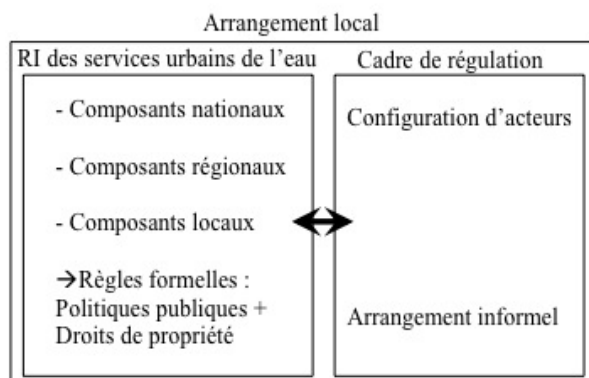 Arrangement local
RI des services urbains de l’eau
- Composants nationaux
- Composants régionaux
- Composants locaux
→Règles formelles :
Politiques publiques +
Droits de propriété
Cadre de régulation
Configuration d’acteurs
Arrangement informel